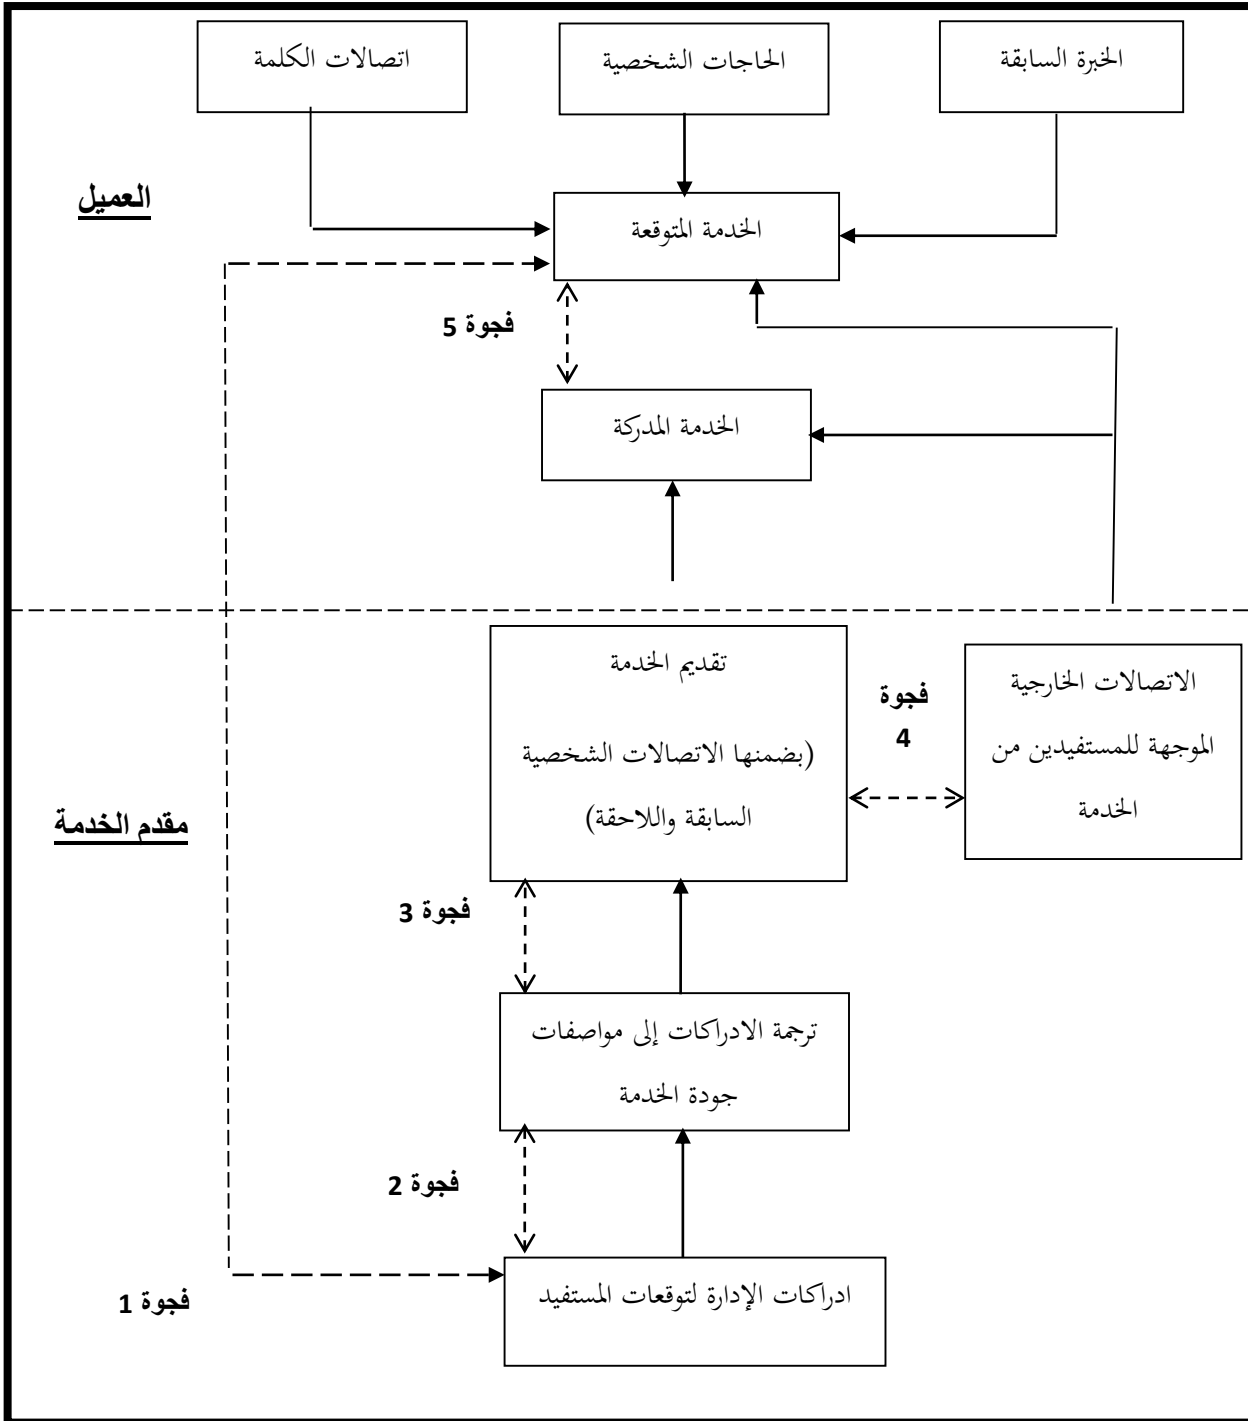 الخبرة السابقة
الحاجات الشخصية
اتصالات الكلمة
العميل
الخدمة المتوقعة
فجوة 5
الخدمة المدركة
تقديم الخدمة
(بضمنها الاتصالات الشخصية
السابقة واللاحقة)
فجوة
4
الاتصالات الخارجية
الموجهة للمستفيدين من
الخدمة
مقدم الخدمة
فجوة 3
ترجمة الادراكات إلى مواصفات
جودة الخدمة
فجوة 2
ادراكات الإدارة لتوقعات المستفيد
فجوة 1